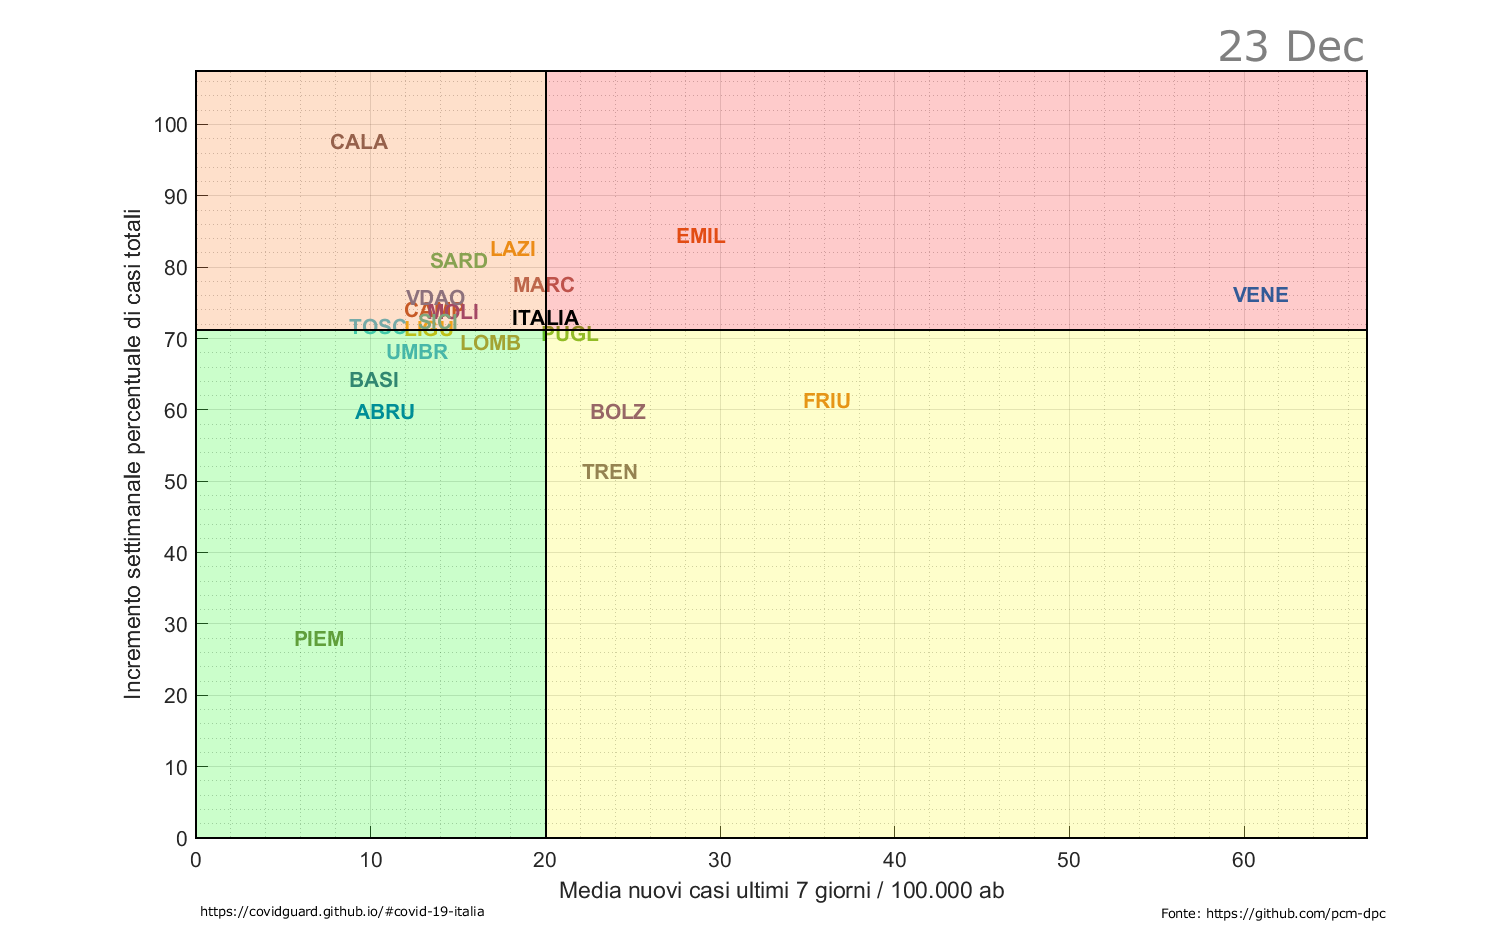 23 Dec
Incremento settimanale percentuale di casi totali
100
90
80
70
60
50
40
30
20
10
0
CALA
EMIL
LAZI
SARD
MARC
VENE
VDAO
MOLI
SICI
ITALIA
TOSC
LIGU
PUGL
LOMB
UMBR
BASI
FRIU
ABRU
BOLZ
TREN
PIEM
0 10 20 30 40 50 60
Media nuovi casi ultimi 7 giorni / 100.000 ab
https://covidguard.github.io/#covid-19-italia
Fonte: https://github.com/pcm-dpc